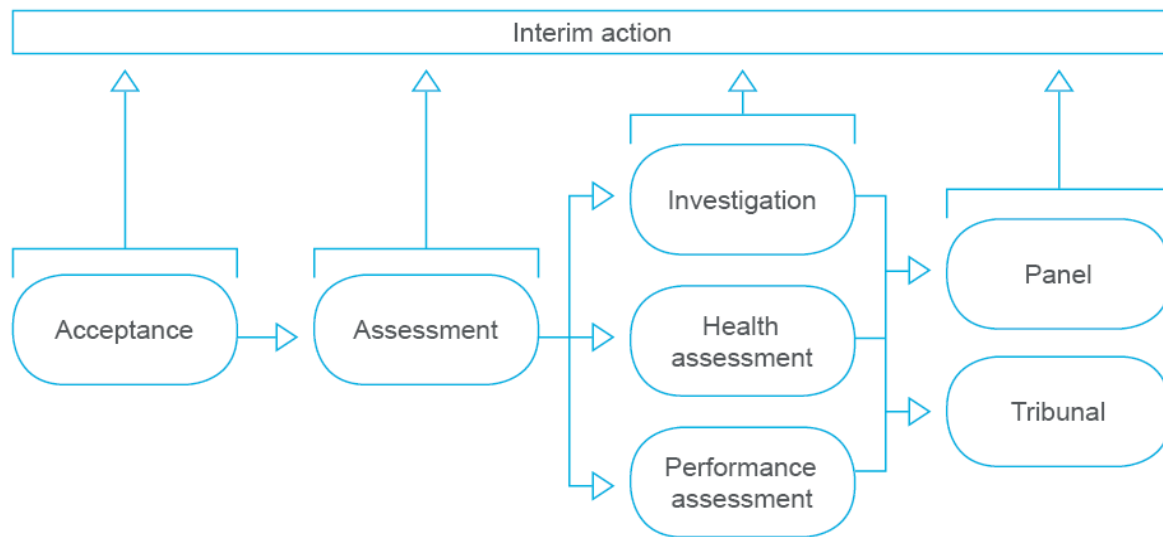 Interim action
Acceptance
Assessment
Investigation
Health
assessment
Performance
assessment
Panel
Tribunal